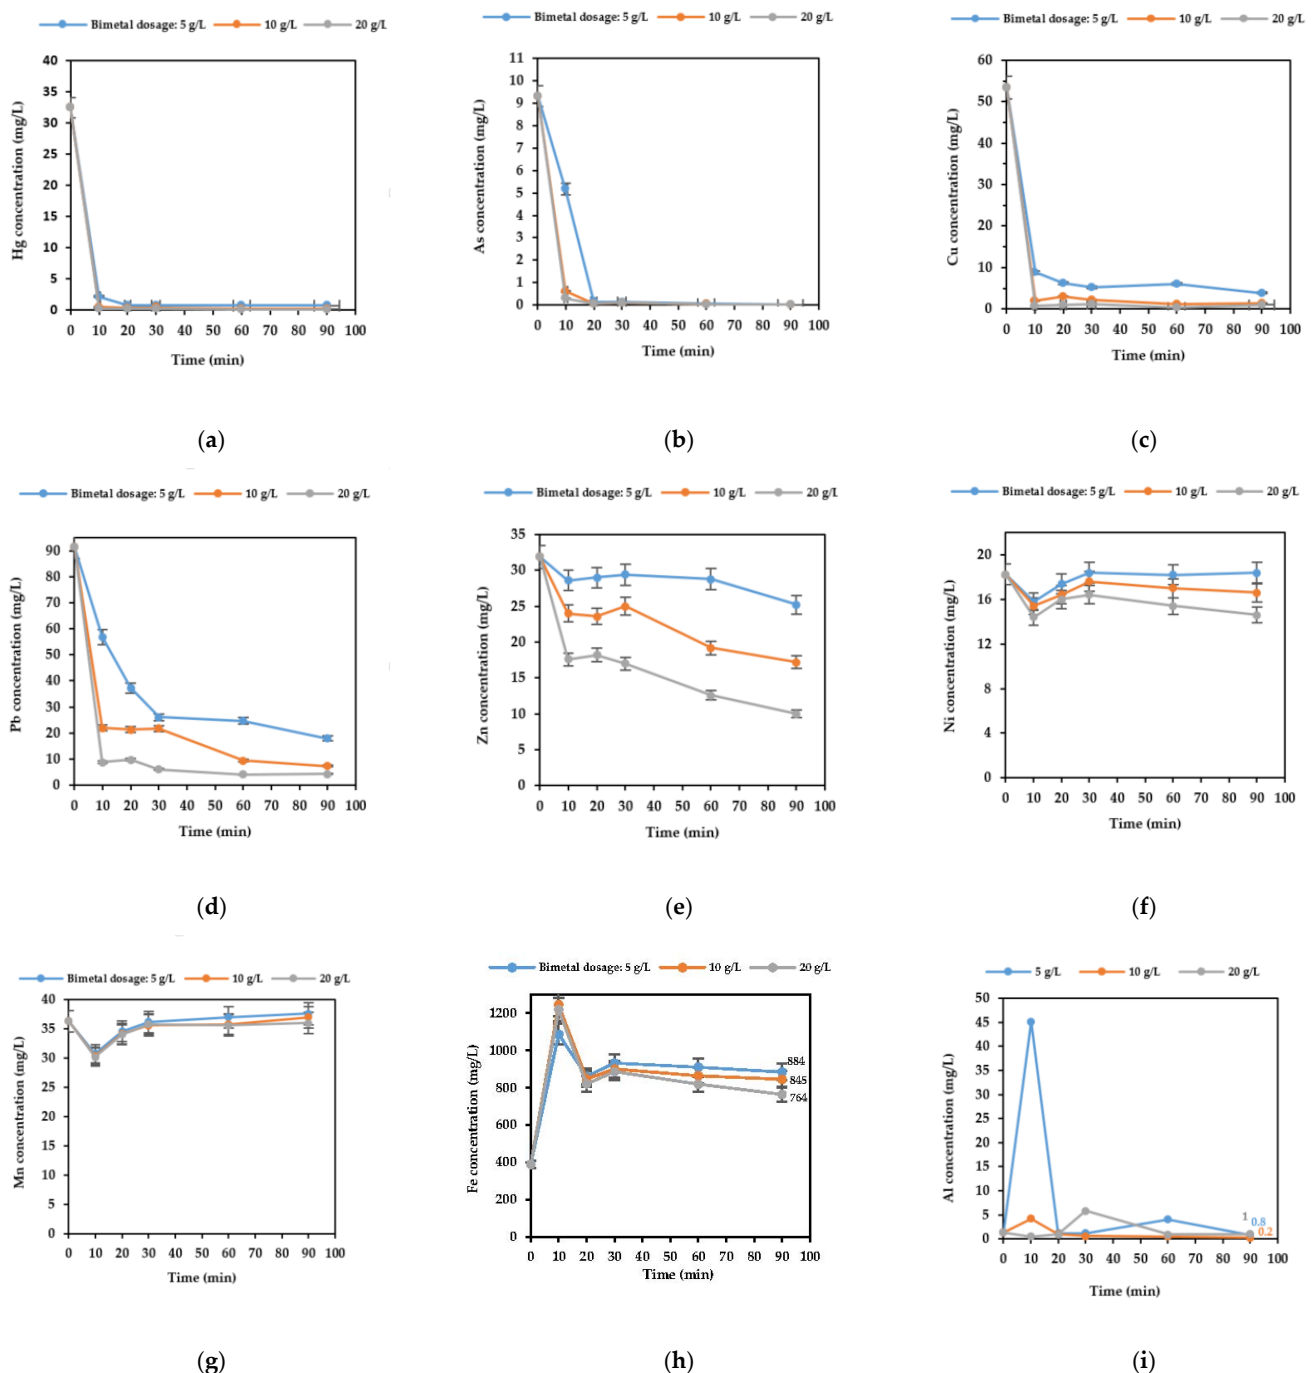 Bimetal dosage: 5 g/L 10 g/L 20 g/L
Hg concentration (mg/L)
40
35
30
25
20
15
10
5
0
0 10 20 30 40 50 60 70 80 90 100
Time (min)
(a)
Bimetal dosage: 5 g/L 10 g/L 20 g/L
As concentration (mg/L)
11
10
9
8
7
6
5
4
3
2
1
0
0 10 20 30 40 50 60 70 80 90 100
Time (min)
(b)
Bimetal dosage: 5 g/L 10 g/L 20 g/L
Cu concentration (mg/L)
60
50
40
30
20
10
0
0 10 20 30 40 50 60 70 80 90 100
Time (min)
(c)
Bimetal dosage: 5 g/L 10 g/L 20 g/L
Pb concentration (mg/L)
90
80
70
60
50
40
30
20
10
0
0 10 20 30 40 50 60 70 80 90 100
Time (min)
(d)
Bimetal dosage: 5 g/L 10 g/L 20 g/L
Zn concentration (mg/L)
35
30
25
20
15
10
5
0
0 10 20 30 40 50 60 70 80 90 100
Time (min)
(e)
Bimetal dosage: 5 g/L 10 g/L 20 g/L
Ni concentration (mg/L)
20
16
12
8
4
0
0 10 20 30 40 50 60 70 80 90 100
Time (min)
(f)
Bimetal dosage: 5 g/L 10 g/L 20 g/L
Mn concentration (mg/L)
40
35
30
25
20
15
10
5
0
0 10 20 30 40 50 60 70 80 90 100
Time (min)
(g)
Bimetal dosage: 5 g/L 10 g/L 20 g/L
Fe concentration (mg/L)
1200
1000
800
600
400
200
0
884
845
764
0 10 20 30 40 50 60 70 80 90 100
Time (min)
(h)
5 g/L 10 g/L 20 g/L
Al concentration (mg/L)
50
45
40
35
30
25
20
15
10
5
0
1
0.8
0.2
0 10 20 30 40 50 60 70 80 90 100
Time (min)
(i)